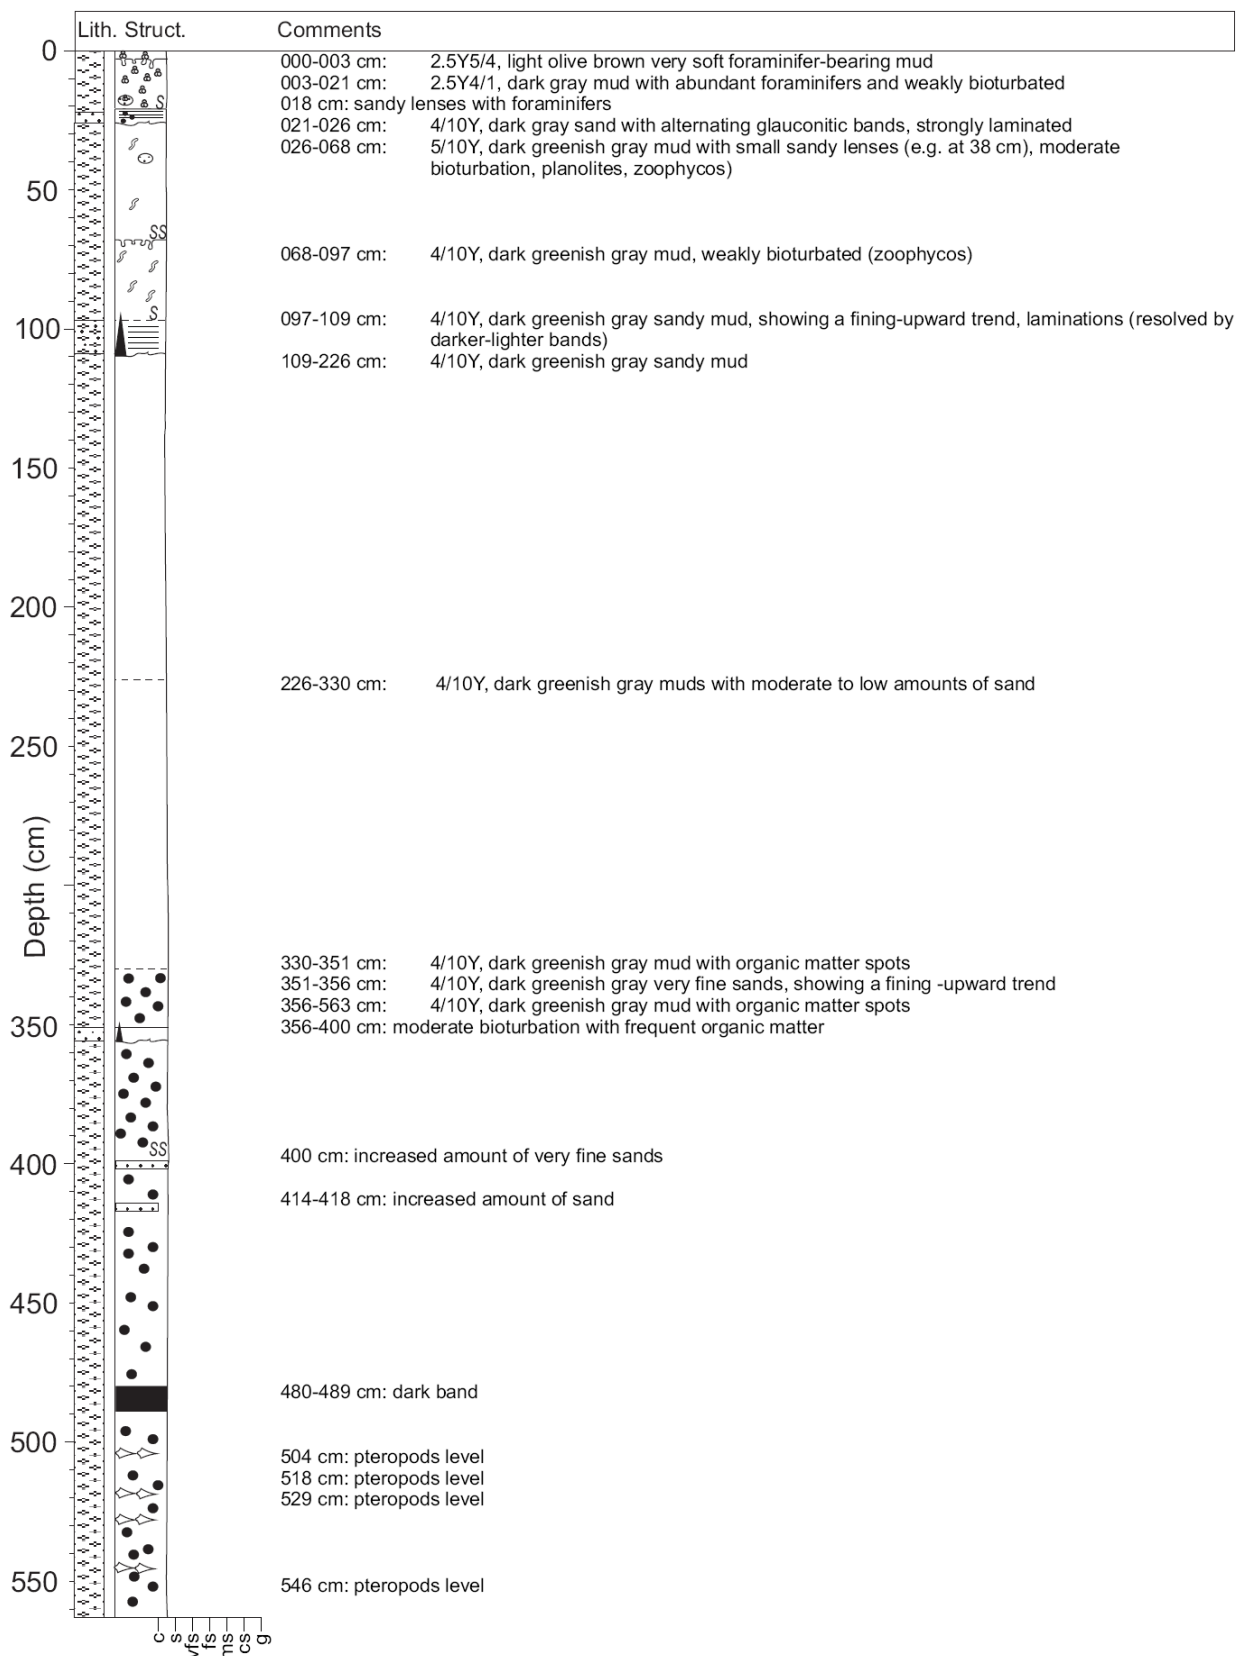 Lith. Struct. Comments
0
000-003 cm: 2.5Y5/4, light olive brown very soft foraminifer-bearing mud
003-021 cm: 2.5Y4/1, dark gray mud with abundant foraminifers and weakly bioturbated
S
018 cm: sandy lenses with foraminifers
021-026 cm: 4/10Y, dark gray sand with alternating glauconitic bands, strongly laminated
026-068 cm: 5/10Y, dark greenish gray mud with small sandy lenses (e.g. at 38 cm), moderate
bioturbation, planolites, zoophycos)
50
SS
068-097 cm: 4/10Y, dark greenish gray mud, weakly bioturbated (zoophycos)
S
097-109 cm: 4/10Y, dark greenish gray sandy mud, showing a fining-upward trend, laminations (resolved by
100
darker-lighter bands)
109-226 cm: 4/10Y, dark greenish gray sandy mud
150
200
226-330 cm: 4/10Y, dark greenish gray muds with moderate to low amounts of sand
250
Depth (cm)
330-351 cm: 4/10Y, dark greenish gray mud with organic matter spots
351-356 cm: 4/10Y, dark greenish gray very fine sands, showing a fining -upward trend
356-563 cm: 4/10Y, dark greenish gray mud with organic matter spots
350
356-400 cm: moderate bioturbation with frequent organic matter
SS
400 cm: increased amount of very fine sands
400
414-418 cm: increased amount of sand
450
480-489 cm: dark band
500
504 cm: pteropods level
518 cm: pteropods level
529 cm: pteropods level
550
546 cm: pteropods level
c s vfs fs ms cs g